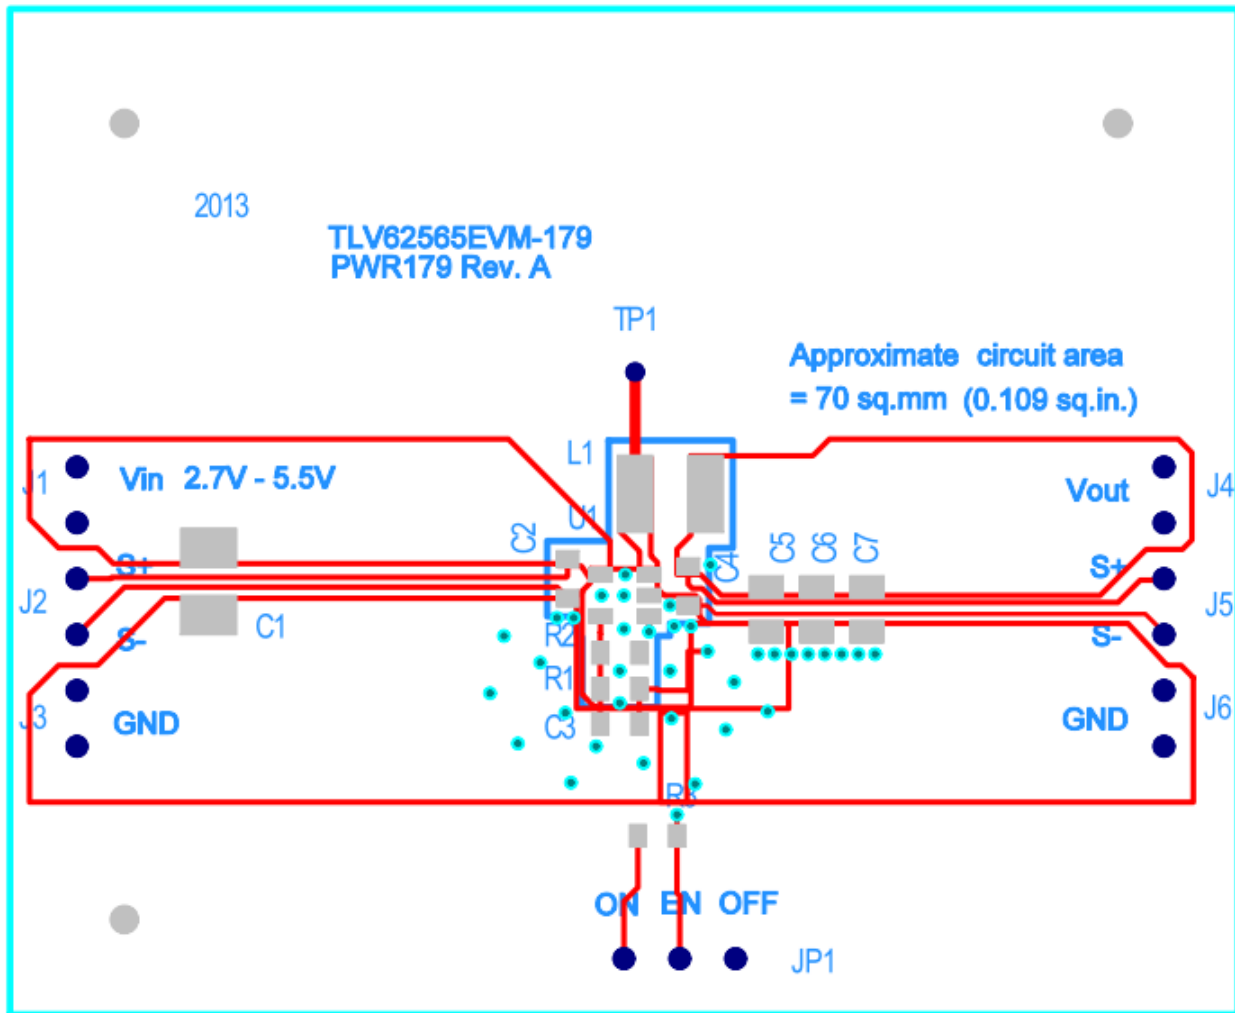 2013
TLV62565EVM-179
PWR179 Rev. A
TP1
Approximate circuit area
= 70 sq.mm (0.109 sq.in.)
L1
J1
Vin 2.7V - 5.5V
Vout
J4
U1
C2
C4
C5
C6
C7
S+
S+
J2
J5
C1
S-
R2
S-
R1
J3
GND
C3
GND
J6
R3
ON EN OFF
JP1